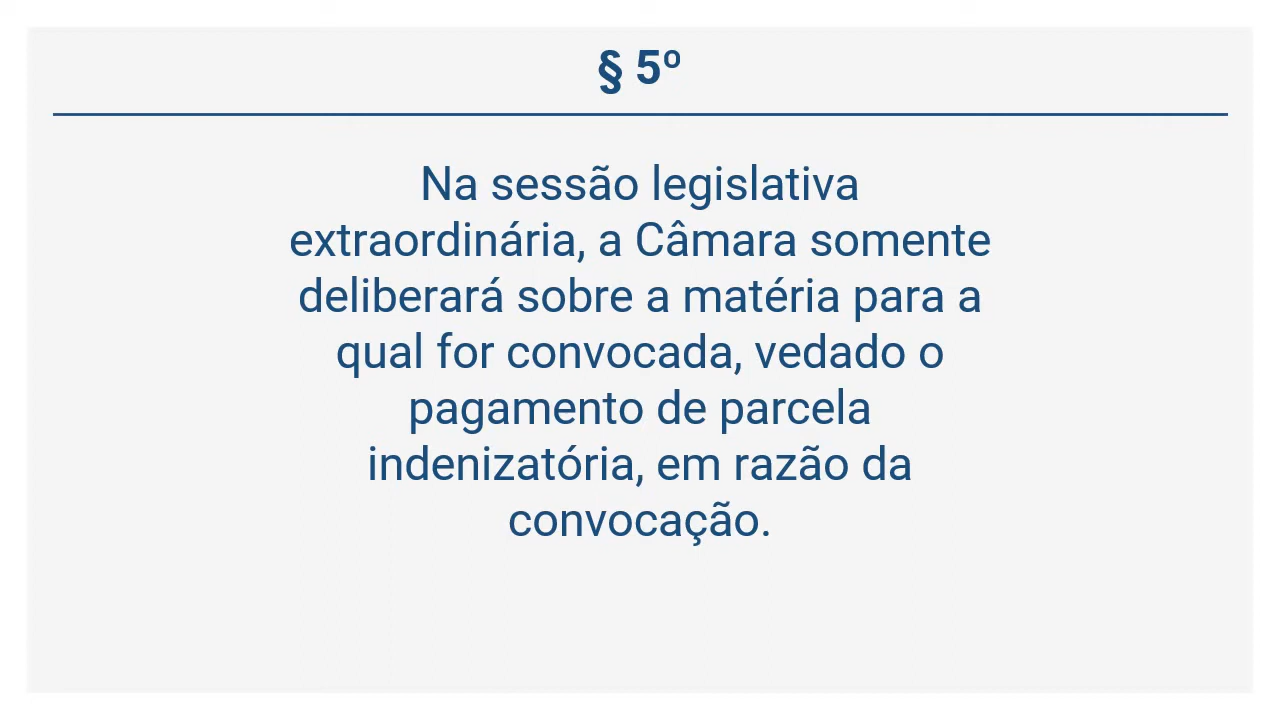 § 5º
Na sessão legislativa
extraordinária, a Câmara somente
deliberará sobre a matéria para a
qual for convocada, vedado o
pagamento de parcela
indenizatória, em razão da
convocação.